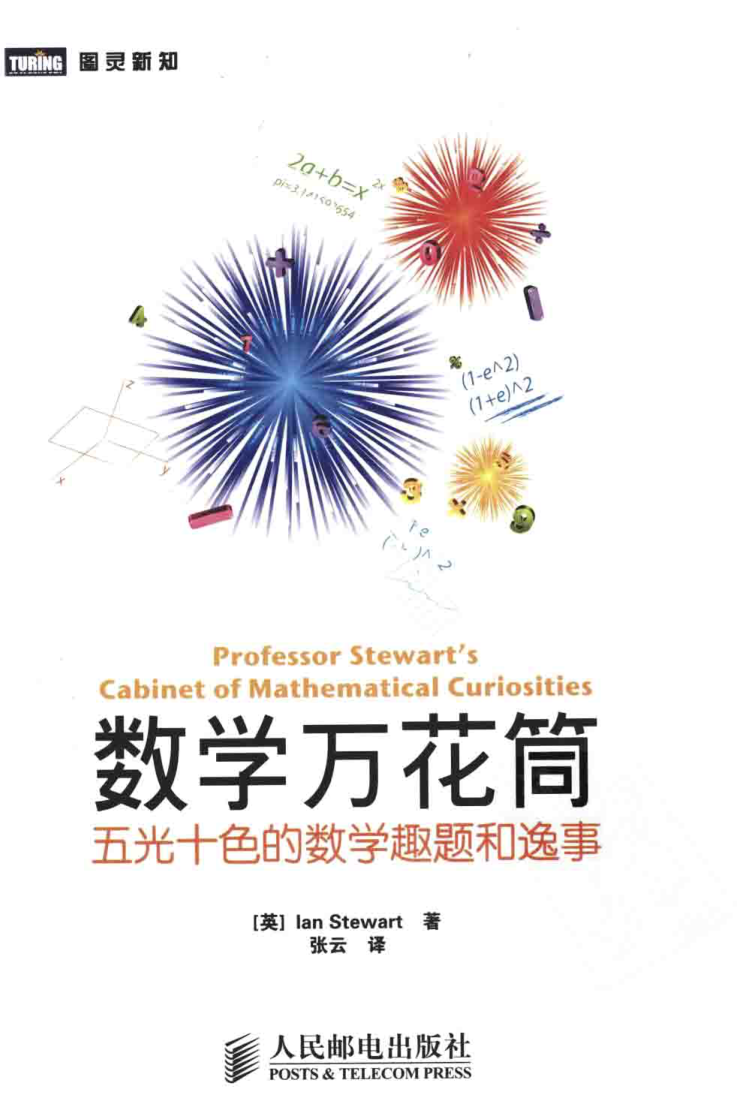 TURING 图灵新知
2a+b=x^2x
4
z
x
y
(1-e^2)
(1+e)^2
Professor Stewart's
Cabinet of Mathematical Curiosities
数学万花筒
五光十色的数学趣题和逸事
[英] Ian Stewart 著
张云 译
人民邮电出版社
POSTS & TELECOM PRESS